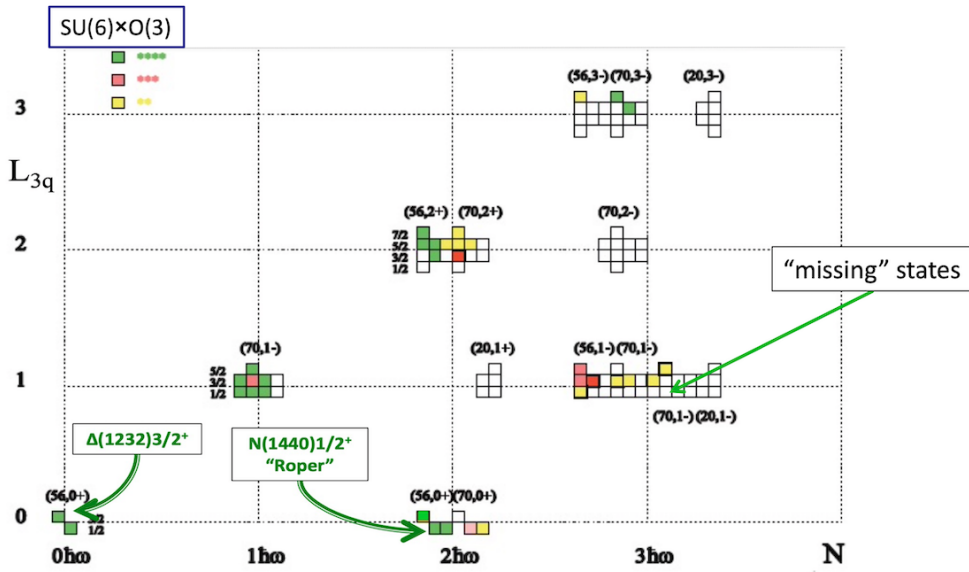 SU(6)×O(3)
****
***
**
(56,3-) (70,3-) (20,3-)
3
L3q
(56,2+) (70,2+) (70,2-)
7/2
5/2
3/2
1/2
2
"missing" states
(70,1-) (20,1+) (56,1-) (70,1-)
5/2
3/2
1/2
1
(70,1-) (20,1-)
Δ(1232)3/2⁺
N(1440)1/2⁺
"Roper"
(56,0+) (56,0+)(70,0+)
0
1/2
0ħω 1ħω 2ħω 3ħω N